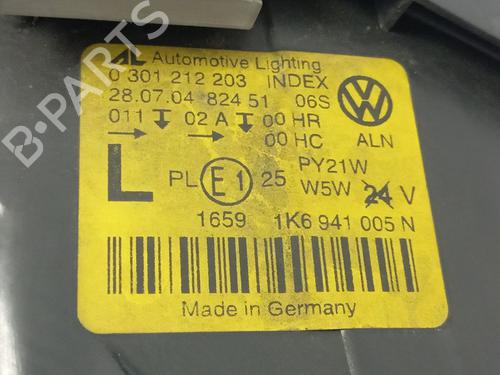 AL Automotive Lighting
0 301 212 203 INDEX
28.07.04 824 51 06S
011 02 A 00 HR
00 HC ALN
L PL E1 25 PY21W
W5W 24 V
1659 1K6 941 005 N
Made in Germany
B-PARTS